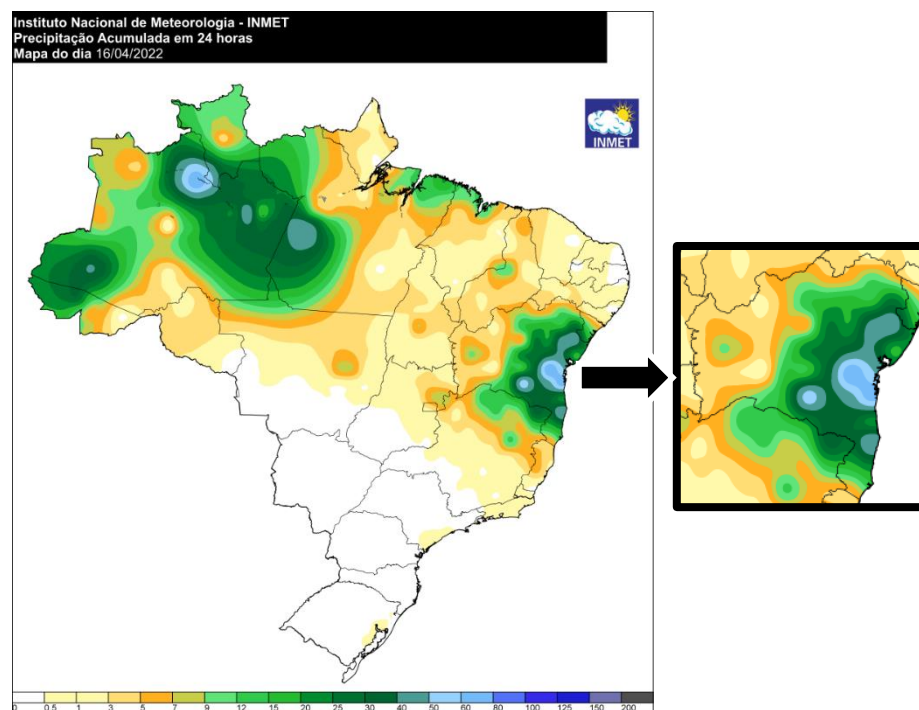 Instituto Nacional de Meteorologia - INMET
Precipitação Acumulada em 24 horas
Mapa do dia 16/04/2022
INMET
0 0.5 1 3 5 7 9 12 15 20 25 30 40 50 60 80 100 125 150 200